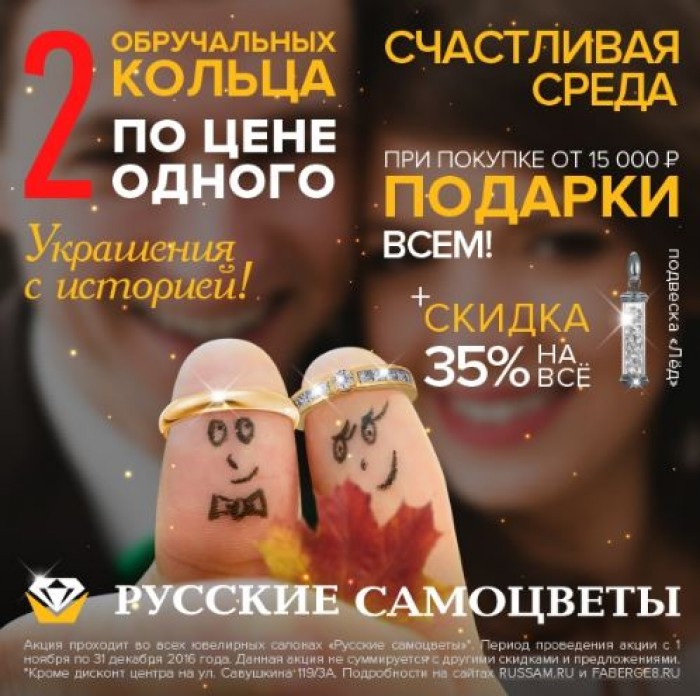 2 ОБРУЧАЛЬНЫХ
КОЛЬЦА
ПО ЦЕНЕ
ОДНОГО
Украшения
с историей!
СЧАСТЛИВАЯ
СРЕДА
ПРИ ПОКУПКЕ ОТ 15 000 ₽
ПОДАРКИ
ВСЕМ!
+
СКИДКА
35% НА
ВСЁ
подвеска «Лёд»
РУССКИЕ САМОЦВЕТЫ
Акция проходит во всех ювелирных салонах «Русские самоцветы»*. Период проведения акции с 1
ноября по 31 декабря 2016 года. Данная акция не суммируется с другими скидками и предложениями.
*Кроме дисконт центра на ул. Савушкина 119/3А. Подробности на сайтах RUSSAM.RU и FABERGE8.RU